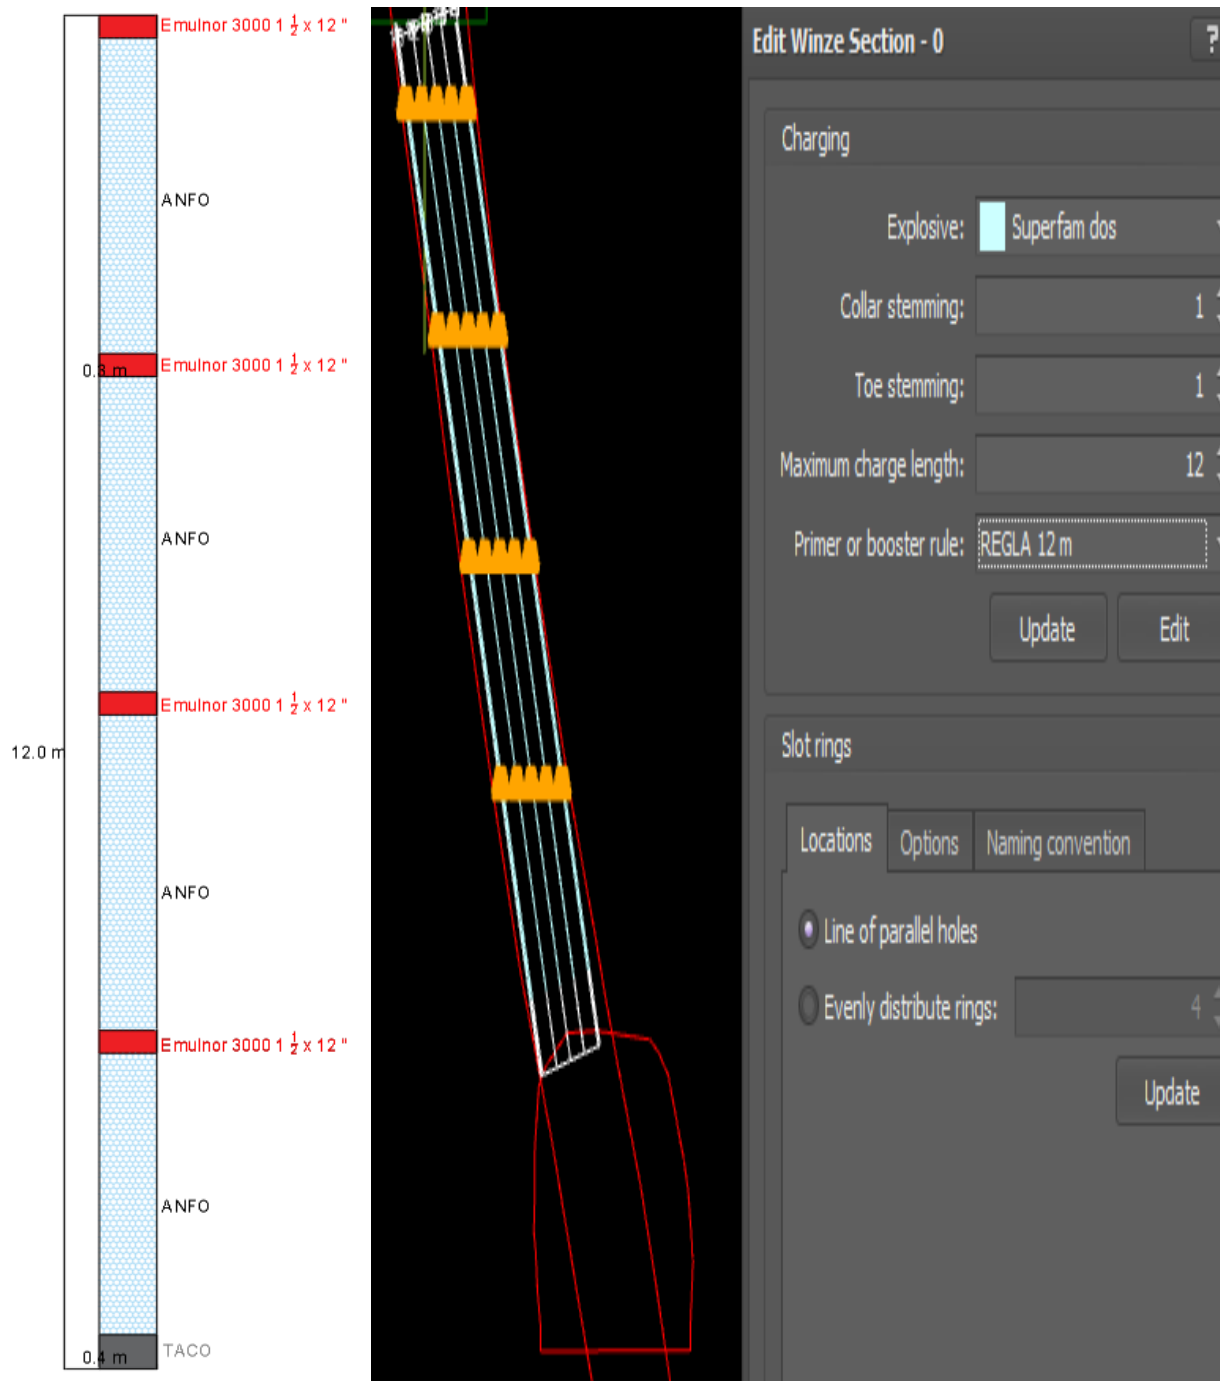 Emulnor 3000 1 1/2 x 12 "
ANFO
0.3 m
Emulnor 3000 1 1/2 x 12 "
ANFO
Emulnor 3000 1 1/2 x 12 "
12.0 m
ANFO
Emulnor 3000 1 1/2 x 12 "
ANFO
TACO
0.4 m
Edit Winze Section - 0
?
Charging
Explosive: Superfam dos
Collar stemming: 1
Toe stemming: 1
Maximum charge length: 12
Primer or booster rule: REGLA 12 m
Update Edit
Slot rings
Locations Options Naming convention
Line of parallel holes
Evenly distribute rings: 4
Update